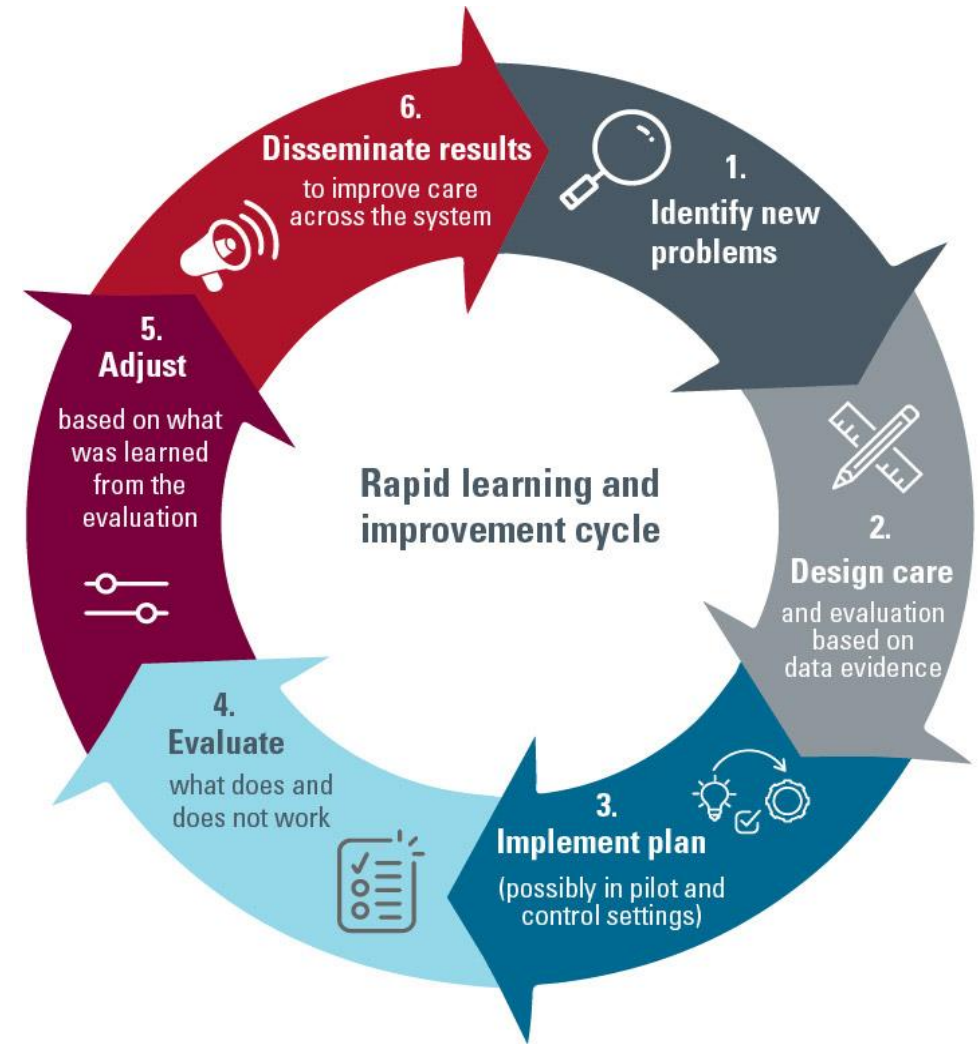 Rapid learning and
improvement cycle
1.
Identify new
problems
2.
Design care
and evaluation
based on
data evidence
3.
Implement plan
(possibly in pilot and
control settings)
4.
Evaluate
what does and
does not work
5.
Adjust
based on what
was learned
from the
evaluation
6.
Disseminate results
to improve care
across the system